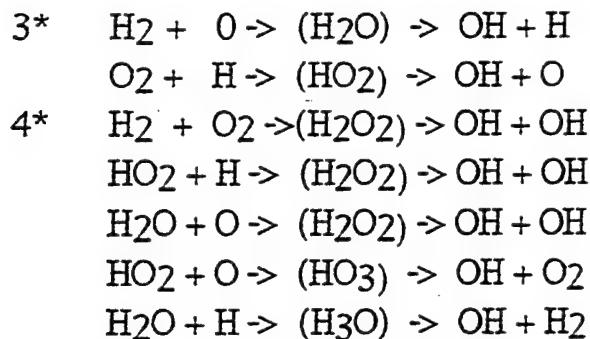 3* H2 + O -> (H2O) -> OH + H
O2 + H -> (HO2) -> OH + O
4* H2 + O2 ->(H2O2) -> OH + OH
HO2 + H -> (H2O2) -> OH + OH
H2O + O -> (H2O2) -> OH + OH
HO2 + O -> (HO3) -> OH + O2
H2O + H -> (H3O) -> OH + H2